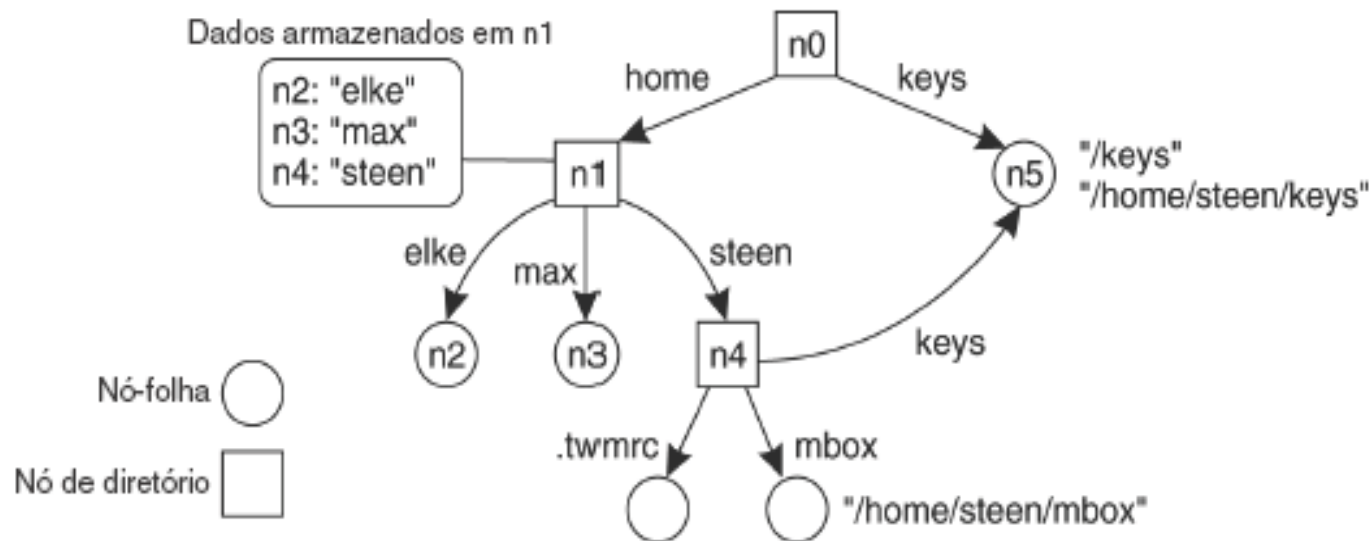 Dados armazenados em n1
n2: "elke"
n3: "max"
n4: "steen"
n0
home
keys
n1
n5
"/keys"
"/home/steen/keys"
elke
max
steen
n2
n3
n4
keys
Nó-folha
.twmrc
mbox
Nó de diretório
"/home/steen/mbox"